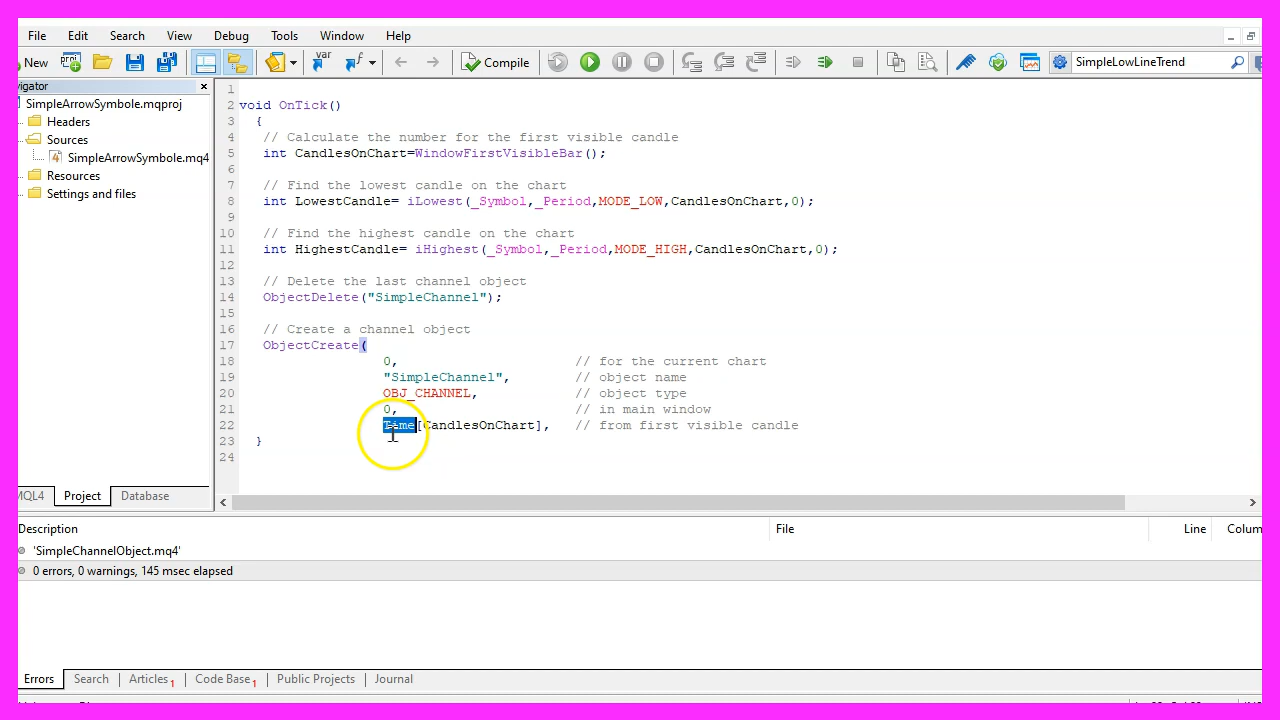 File Edit Search View Debug Tools Window Help
New Compile SimpleLowLineTrend
vigator
SimpleArrowSymbole.mqproj
Headers
Sources
SimpleArrowSymbole.mq4
Resources
Settings and files
MQL4 Project Database
1
2 void OnTick()
3 {
4 // Calculate the number for the first visible candle
5 int CandlesOnChart=WindowFirstVisibleBar();
6
7 // Find the lowest candle on the chart
8 int LowestCandle= iLowest(_Symbol,_Period,MODE_LOW,CandlesOnChart,0);
9
10 // Find the highest candle on the chart
11 int HighestCandle= iHighest(_Symbol,_Period,MODE_HIGH,CandlesOnChart,0);
12
13 // Delete the last channel object
14 ObjectDelete("SimpleChannel");
15
16 // Create a channel object
17 ObjectCreate(
18 0, // for the current chart
19 "SimpleChannel", // object name
20 OBJ_CHANNEL, // object type
21 0, // in main window
22 Time[CandlesOnChart], // from first visible candle
23 }
24
Description File Line Colum
'SimpleChannelObject.mq4'
0 errors, 0 warnings, 145 msec elapsed
Errors Search Articles 1 Code Base 1 Public Projects Journal